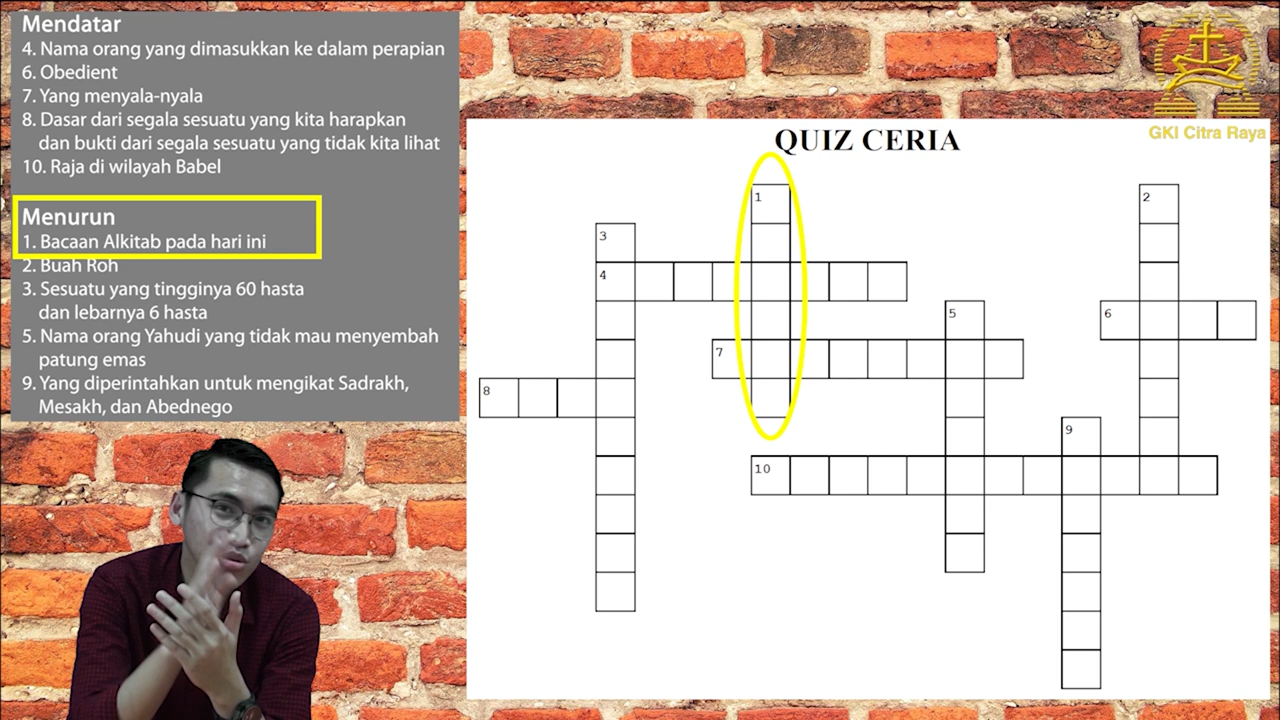 Mendatar
4. Nama orang yang dimasukkan ke dalam perapian
6. Obedient
7. Yang menyala-nyala
8. Dasar dari segala sesuatu yang kita harapkan
dan bukti dari segala sesuatu yang tidak kita lihat
10. Raja di wilayah Babel
Menurun
1. Bacaan Alkitab pada hari ini
2. Buah Roh
3. Sesuatu yang tingginya 60 hasta
dan lebarnya 6 hasta
5. Nama orang Yahudi yang tidak mau menyembah
patung emas
9. Yang diperintahkan untuk mengikat Sadrakh,
Mesakh, dan Abednego
GKI Citra Raya
QUIZ CERIA
1
2
3
4
5
6
7
8
9
10